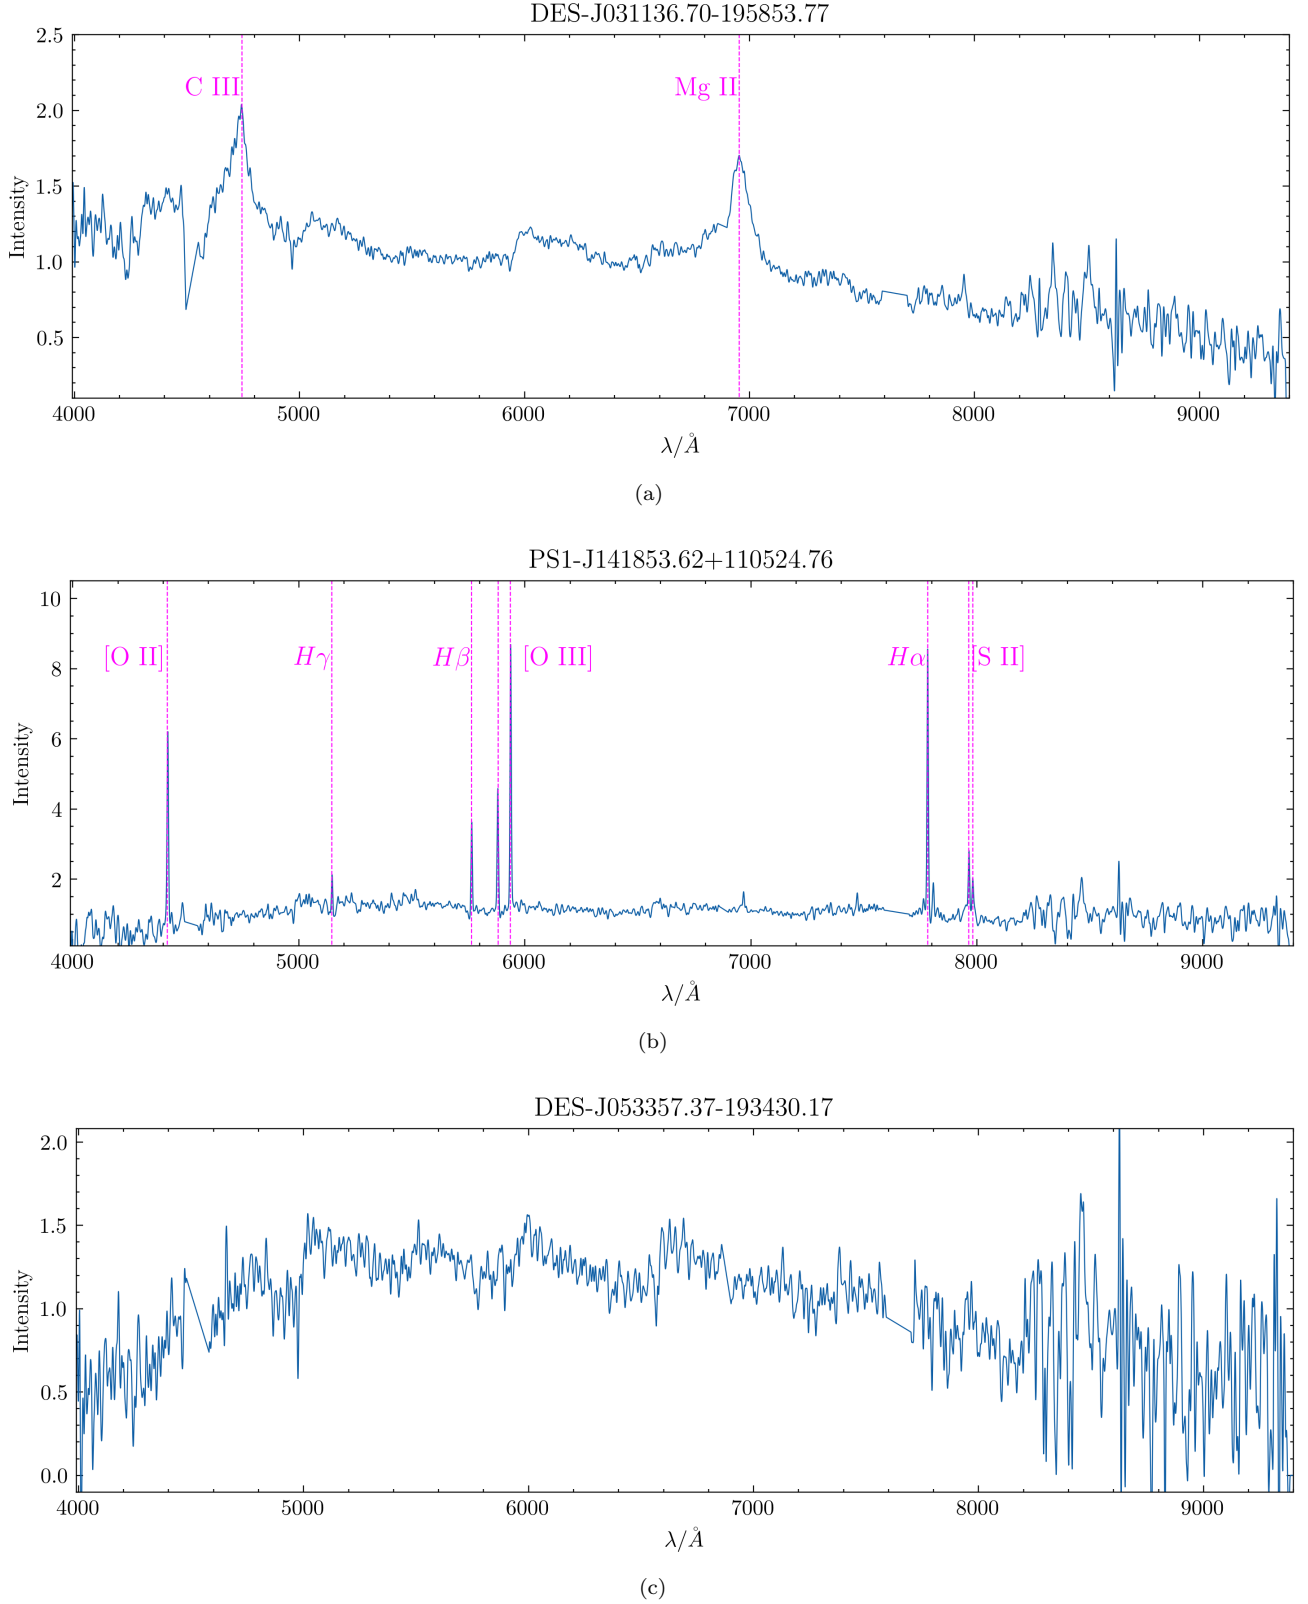 DES-J031136.70-195853.77
2.5
2.0
1.5
1.0
0.5
Intensity
C III
Mg II
4000 5000 6000 7000 8000 9000
λ/Å
(a)
PS1-J141853.62+110524.76
10
8
6
4
2
Intensity
[O II] Hγ Hβ [O III] Hα [S II]
4000 5000 6000 7000 8000 9000
λ/Å
(b)
DES-J053357.37-193430.17
2.0
1.5
1.0
0.5
0.0
Intensity
4000 5000 6000 7000 8000 9000
λ/Å
(c)